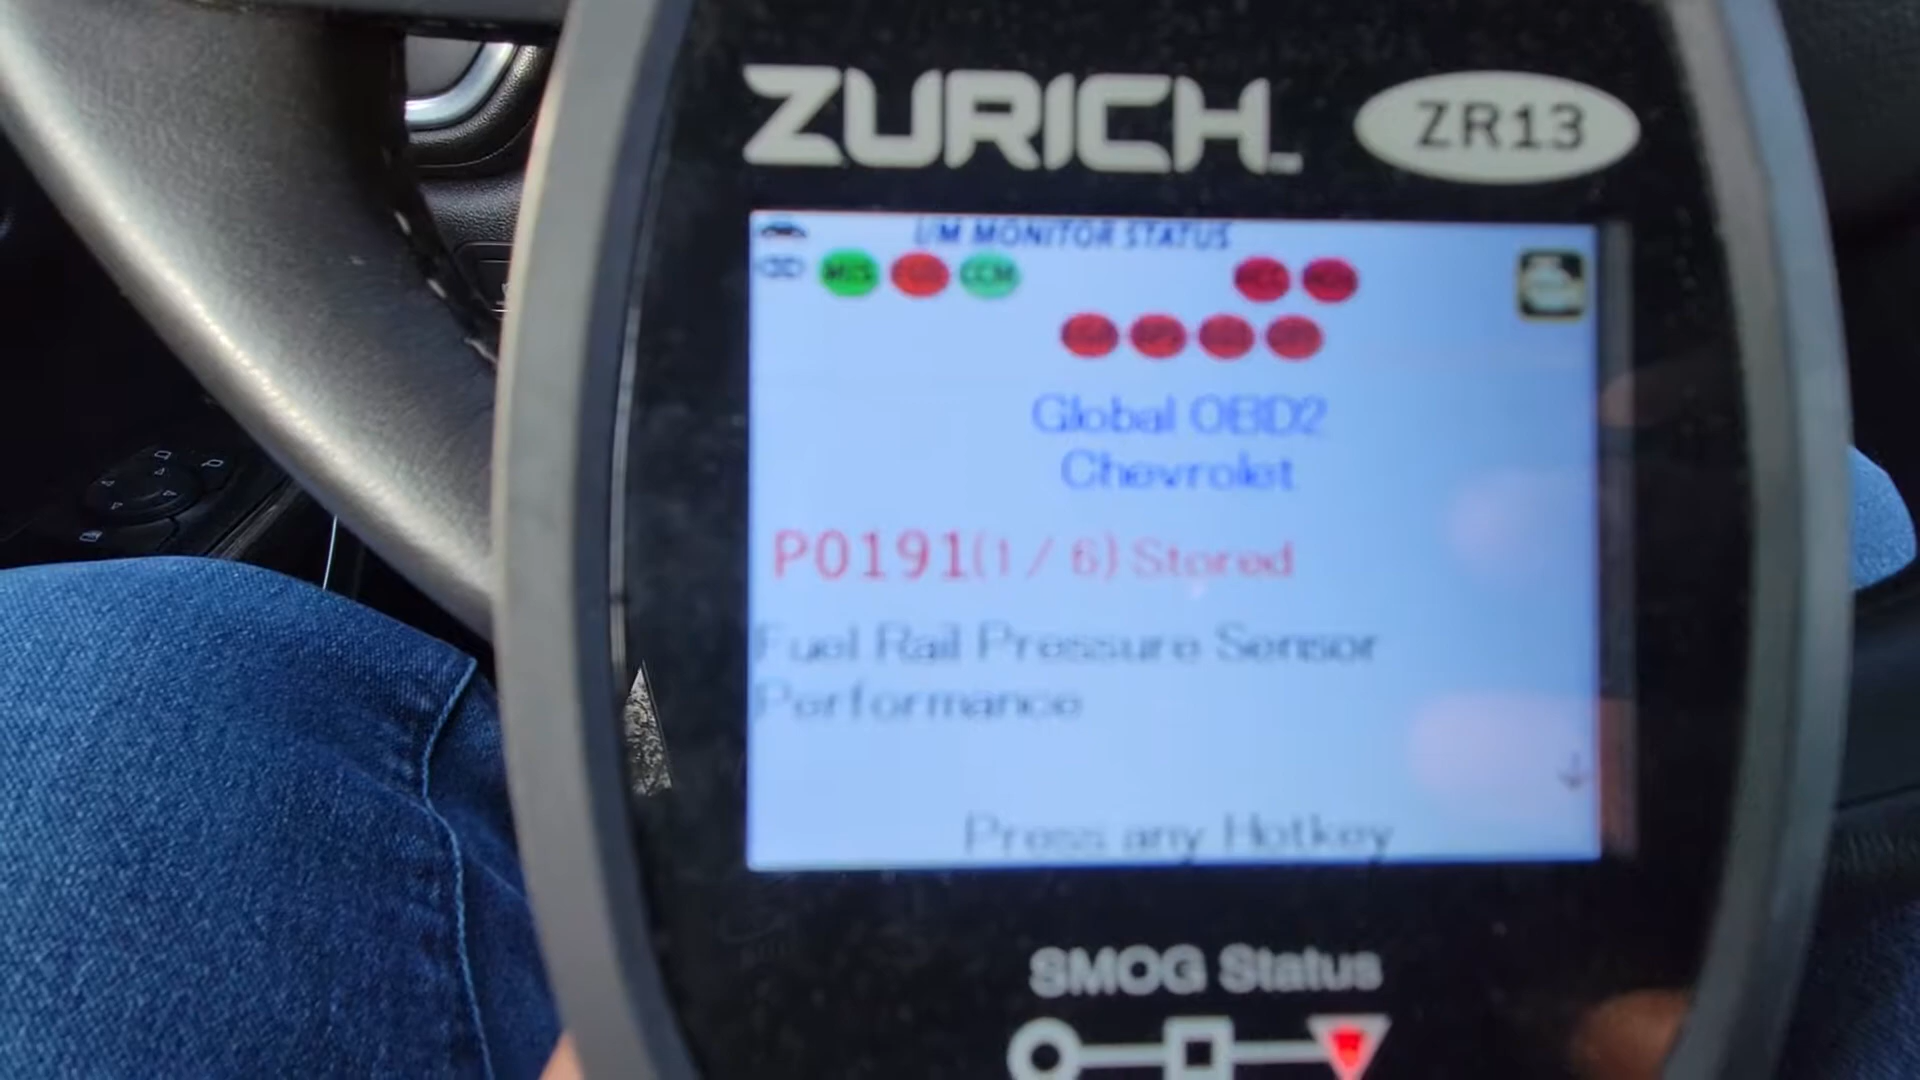 ZURICH
ZR13
I/M MONITOR STATUS
MIS CCM
Global OBD2
Chevrolet
P0191(1 / 6) Stored
Fuel Rail Pressure Sensor
Performance
Press any Hotkey
SMOG Status